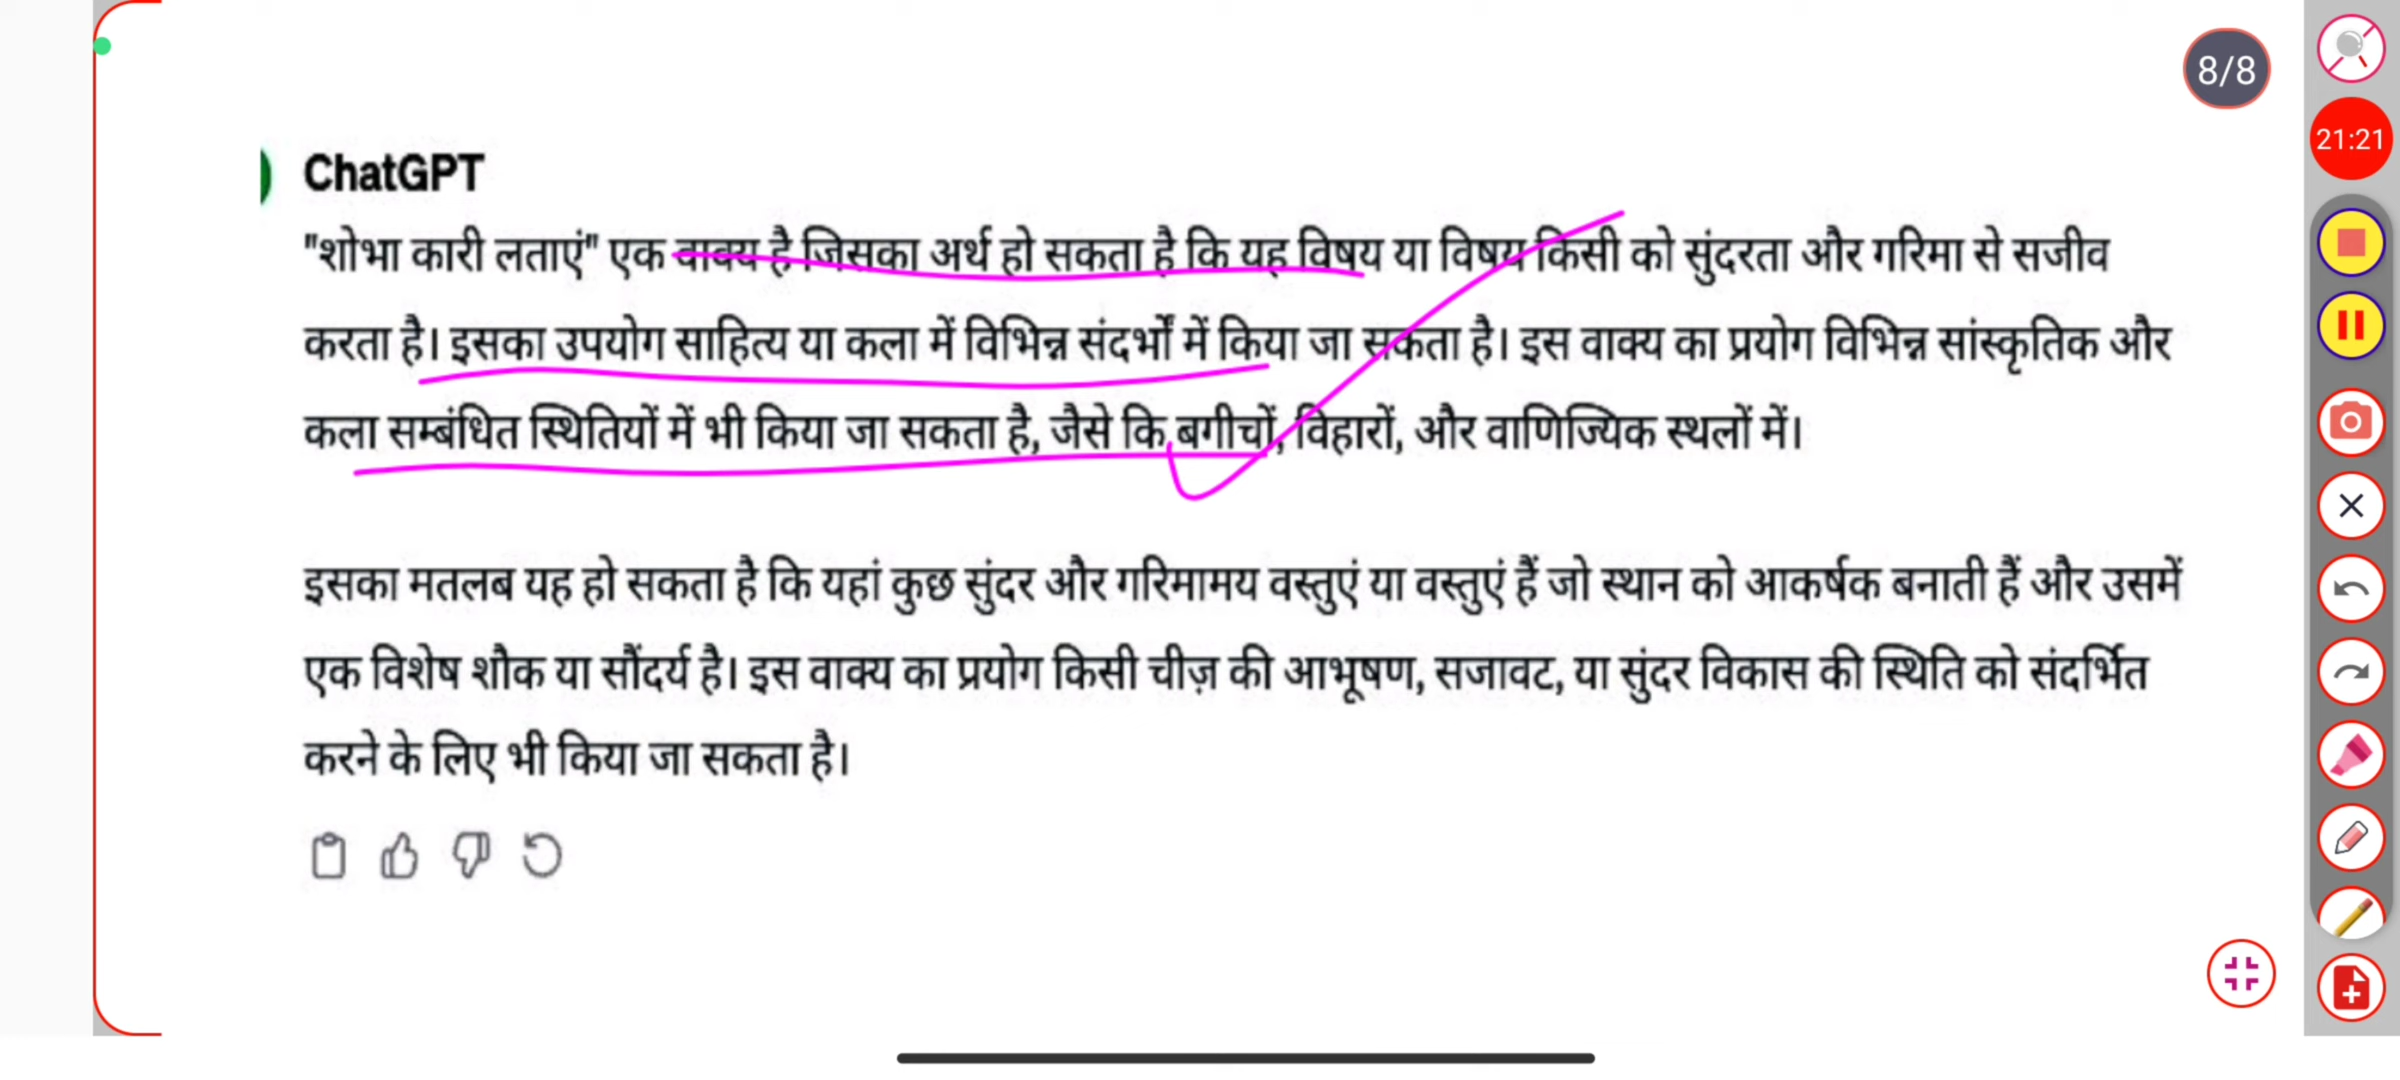 8/8
21:21
ChatGPT
"शोभा कारी लताएं" एक वाक्य है जिसका अर्थ हो सकता है कि यह विषय या विषय किसी को सुंदरता और गरिमा से सजीव
करता है। इसका उपयोग साहित्य या कला में विभिन्न संदर्भों में किया जा सकता है। इस वाक्य का प्रयोग विभिन्न सांस्कृतिक और
कला सम्बंधित स्थितियों में भी किया जा सकता है, जैसे कि बगीचों, विहारों, और वाणिज्यिक स्थलों में।
इसका मतलब यह हो सकता है कि यहां कुछ सुंदर और गरिमामय वस्तुएं या वस्तुएं हैं जो स्थान को आकर्षक बनाती हैं और उसमें
एक विशेष शौक या सौंदर्य है। इस वाक्य का प्रयोग किसी चीज़ की आभूषण, सजावट, या सुंदर विकास की स्थिति को संदर्भित
करने के लिए भी किया जा सकता है।